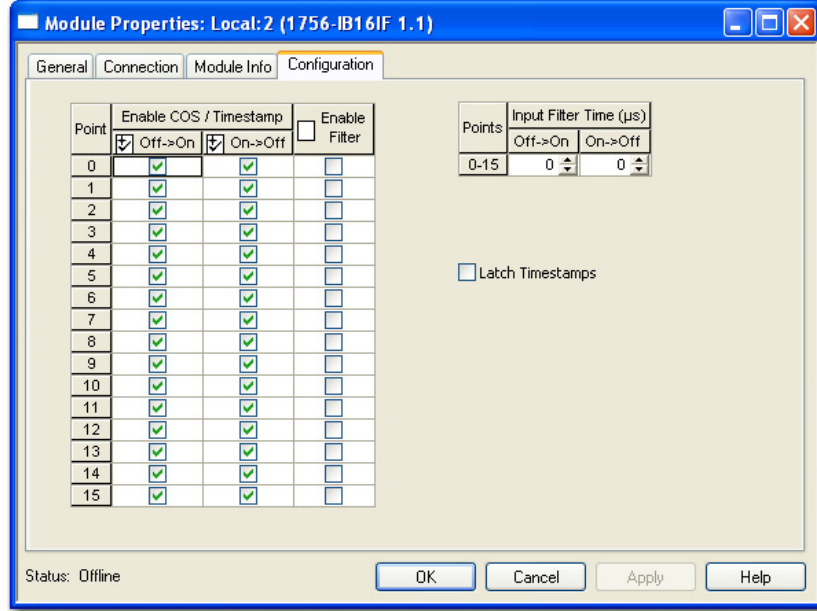 Module Properties: Local:2 (1756-IB16IF 1.1)
General Connection Module Info Configuration
Point Enable COS / Timestamp Enable Filter
Off->On On->Off
0
1
2
3
4
5
6
7
8
9
10
11
12
13
14
15
Points Input Filter Time (µs)
Off->On On->Off
0-15 0 0
Latch Timestamps
Status: Offline OK Cancel Apply Help